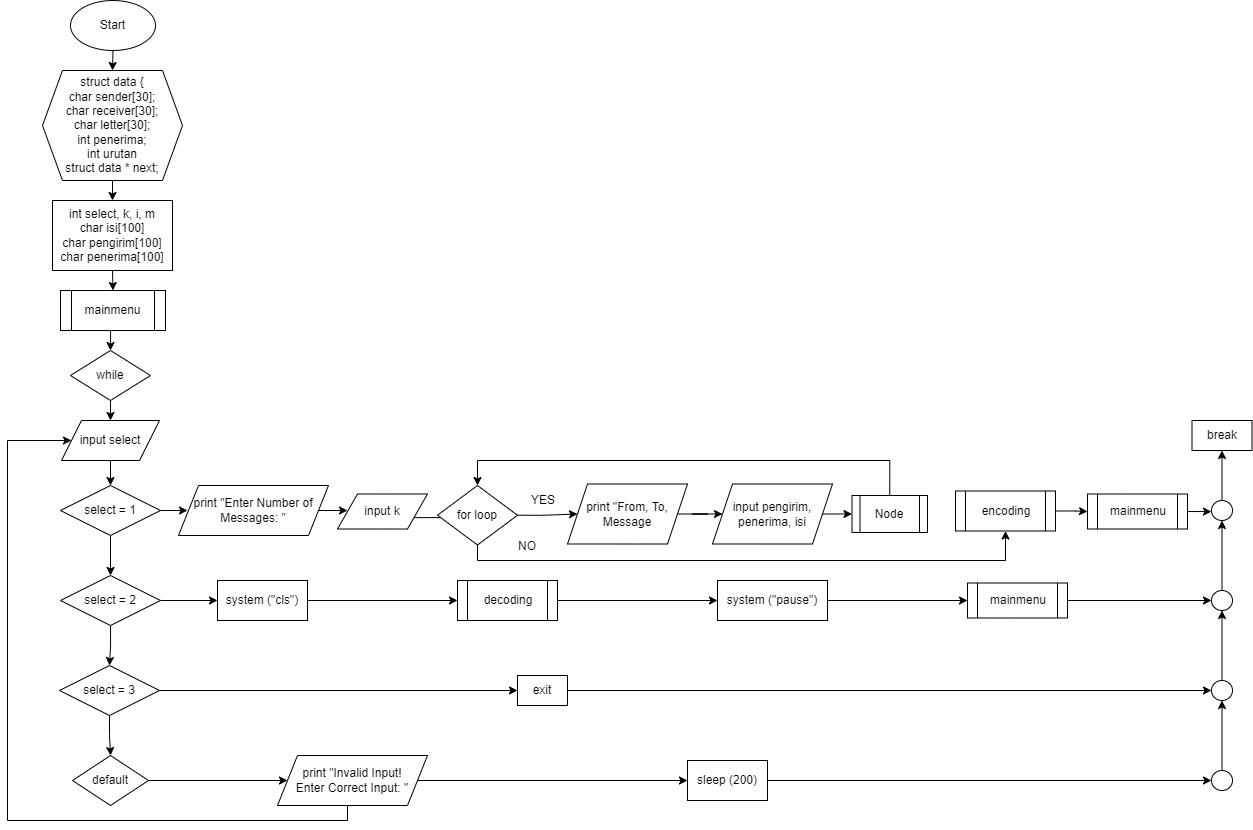 Start
struct data {
char sender[30];
char receiver[30];
char letter[30];
int penerima;
int urutan
struct data * next;
int select, k, i, m
char isi[100]
char pengirim[100]
char penerima[100]
mainmenu
while
input select
break
select = 1
print "Enter Number of
Messages: "
input k
for loop
YES
NO
print "From, To,
Message
input pengirim,
penerima, isi
Node
encoding
mainmenu
select = 2
system ("cls")
decoding
system ("pause")
mainmenu
select = 3
exit
default
print "Invalid Input!
Enter Correct Input: "
sleep (200)